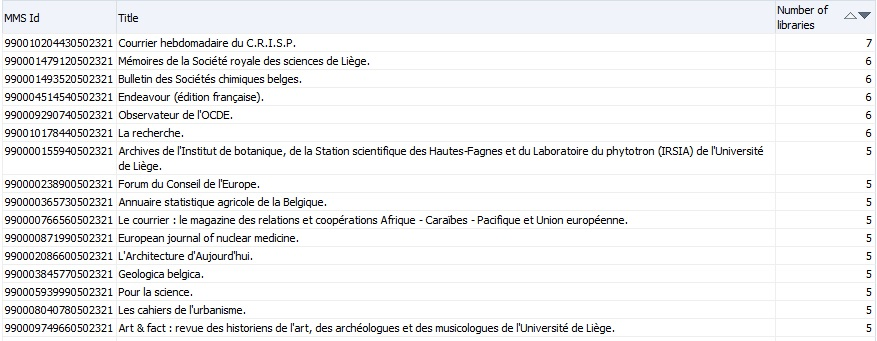 MMS Id Title Number of libraries
990010204430502321 Courrier hebdomadaire du C.R.I.S.P. 7
990001479120502321 Mémoires de la Société royale des sciences de Liège. 6
990001493520502321 Bulletin des Sociétés chimiques belges. 6
990004514540502321 Endeavour (édition française). 6
990009290740502321 Observateur de l'OCDE. 6
990010178440502321 La recherche. 6
990000155940502321 Archives de l'Institut de botanique, de la Station scientifique des Hautes-Fagnes et du Laboratoire du phytotron (IRSIA) de l'Université 5
de Liège.
990000238900502321 Forum du Conseil de l'Europe. 5
990000365730502321 Annuaire statistique agricole de la Belgique. 5
990000766560502321 Le courrier : le magazine des relations et coopérations Afrique - Caraïbes - Pacifique et Union européenne. 5
990000871990502321 European journal of nuclear medicine. 5
990002086600502321 L'Architecture d'Aujourd'hui. 5
990003845770502321 Geologica belgica. 5
990005939990502321 Pour la science. 5
990008040780502321 Les cahiers de l'urbanisme. 5
990009749660502321 Art & fact : revue des historiens de l'art, des archéologues et des musicologues de l'Université de Liège. 5